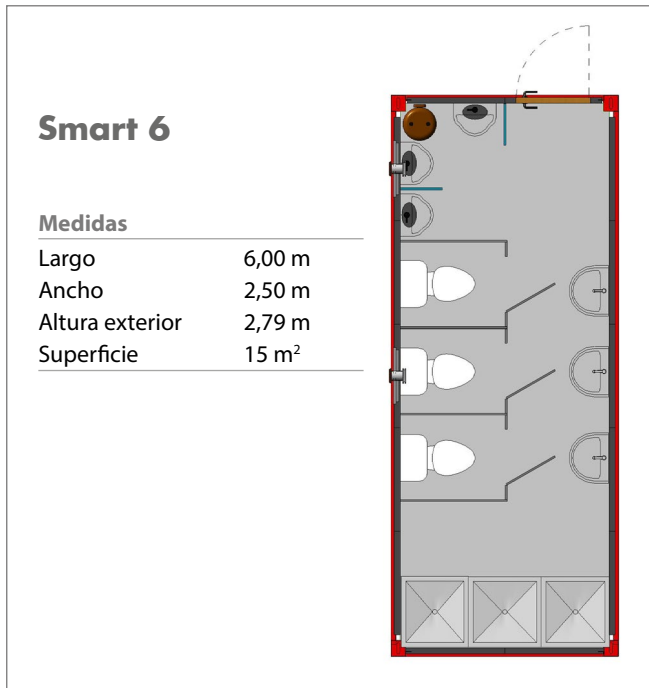 Smart 6
Medidas
Largo 6,00 m
Ancho 2,50 m
Altura exterior 2,79 m
Superficie 15 m²